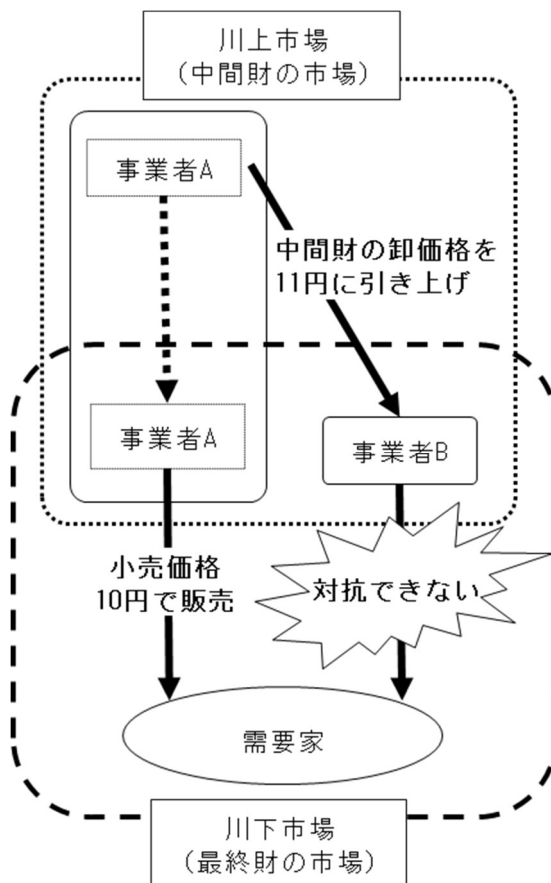 川上市場
(中間財の市場)
事業者A
中間財の卸価格を
11円に引き上げ
事業者A
事業者B
小売価格
10円で販売
対抗できない
需要家
川下市場
(最終財の市場)